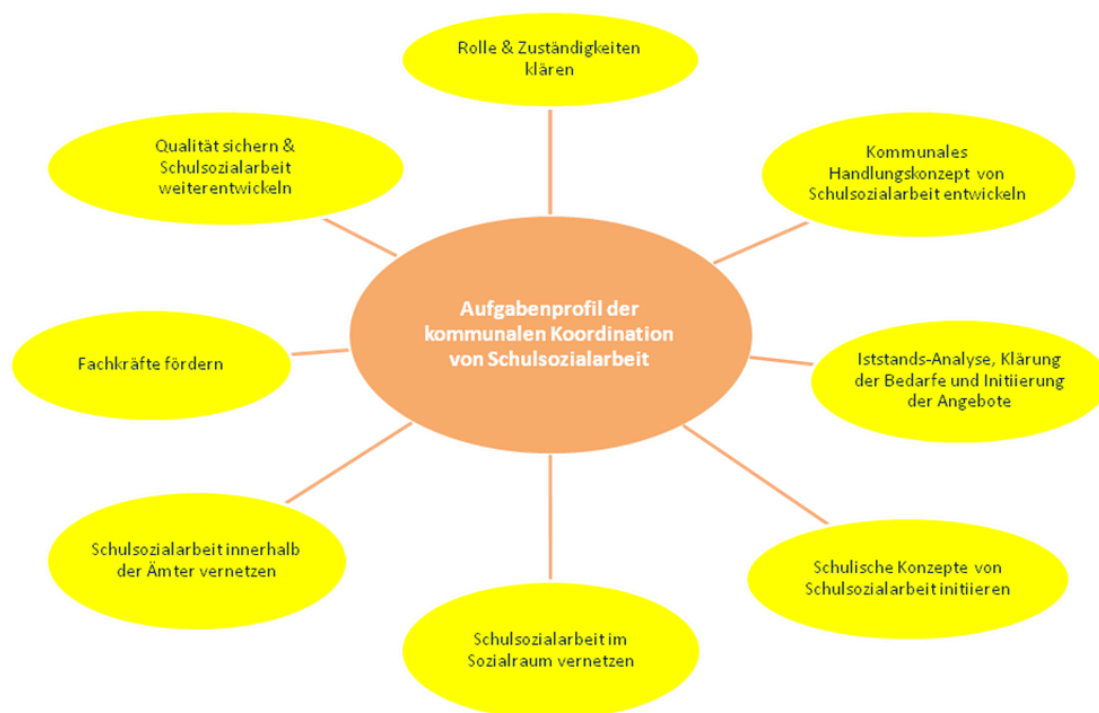 Rolle & Zuständigkeiten
klären
Kommunales
Handlungskonzept von
Schulsozialarbeit entwickeln
Iststands-Analyse, Klärung
der Bedarfe und Initiierung
der Angebote
Schulische Konzepte von
Schulsozialarbeit initiieren
Schulsozialarbeit im
Sozialraum vernetzen
Schulsozialarbeit innerhalb
der Ämter vernetzen
Fachkräfte fördern
Qualität sichern &
Schulsozialarbeit
weiterentwickeln
Aufgabenprofil der
kommunalen Koordination
von Schulsozialarbeit